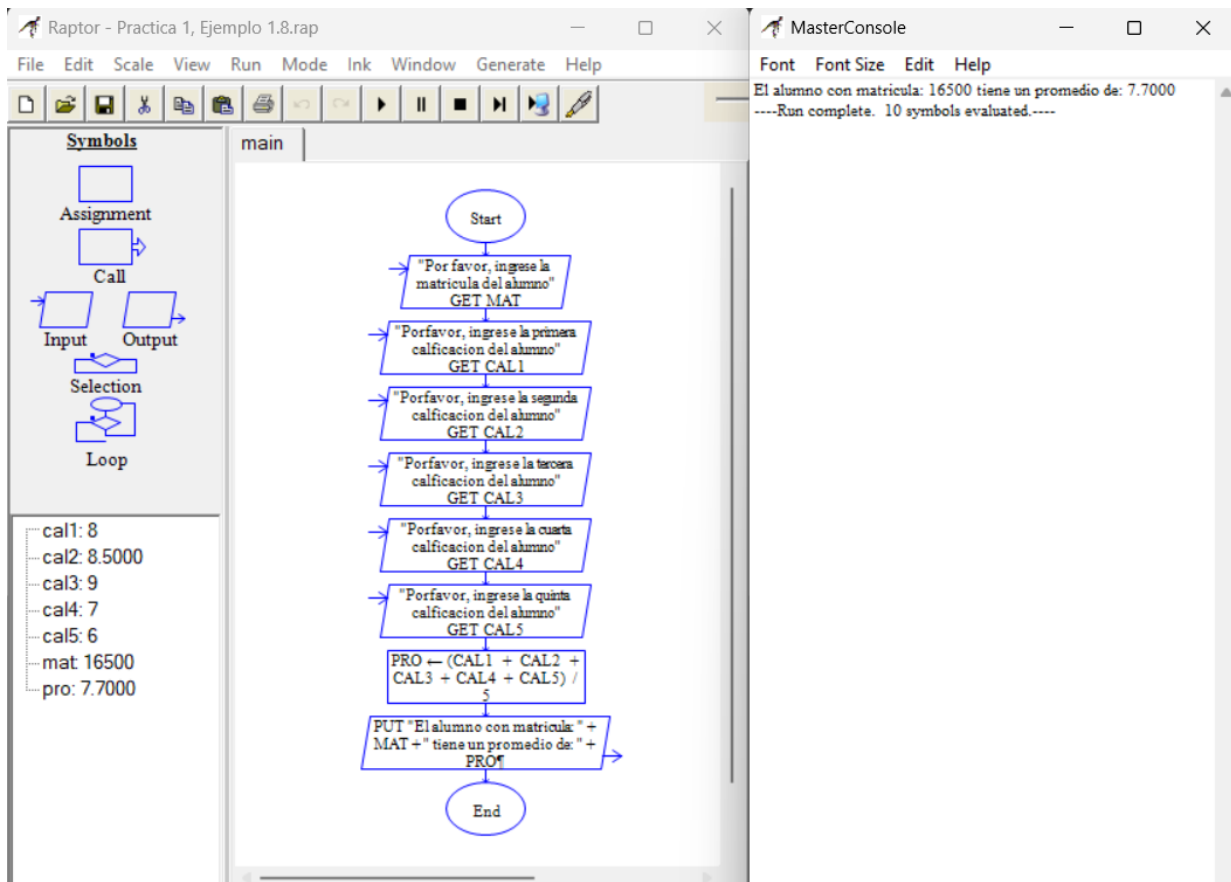 Raptor - Practica 1, Ejemplo 1.8.rap
File Edit Scale View Run Mode Ink Window Generate Help
Symbols
Assignment
Call
Input Output
Selection
Loop
cal1: 8
cal2: 8.5000
cal3: 9
cal4: 7
cal5: 6
mat: 16500
pro: 7.7000
main
Start
"Por favor, ingrese la
matricula del alumno"
GET MAT
"Porfavor, ingrese la primera
calficacion del alumno"
GET CAL1
"Porfavor, ingrese la segunda
calficacion del alumno"
GET CAL2
"Porfavor, ingrese la tercera
calficacion del alumno"
GET CAL3
"Porfavor, ingrese la cuarta
calficacion del alumno"
GET CAL4
"Porfavor, ingrese la quinta
calficacion del alumno"
GET CAL5
PRO ← (CAL1 + CAL2 +
CAL3 + CAL4 + CAL5) /
5
PUT "El alumno con matricula: " +
MAT +" tiene un promedio de: " +
PRO¶
End
MasterConsole
Font Font Size Edit Help
El alumno con matricula: 16500 tiene un promedio de: 7.7000
----Run complete. 10 symbols evaluated.----